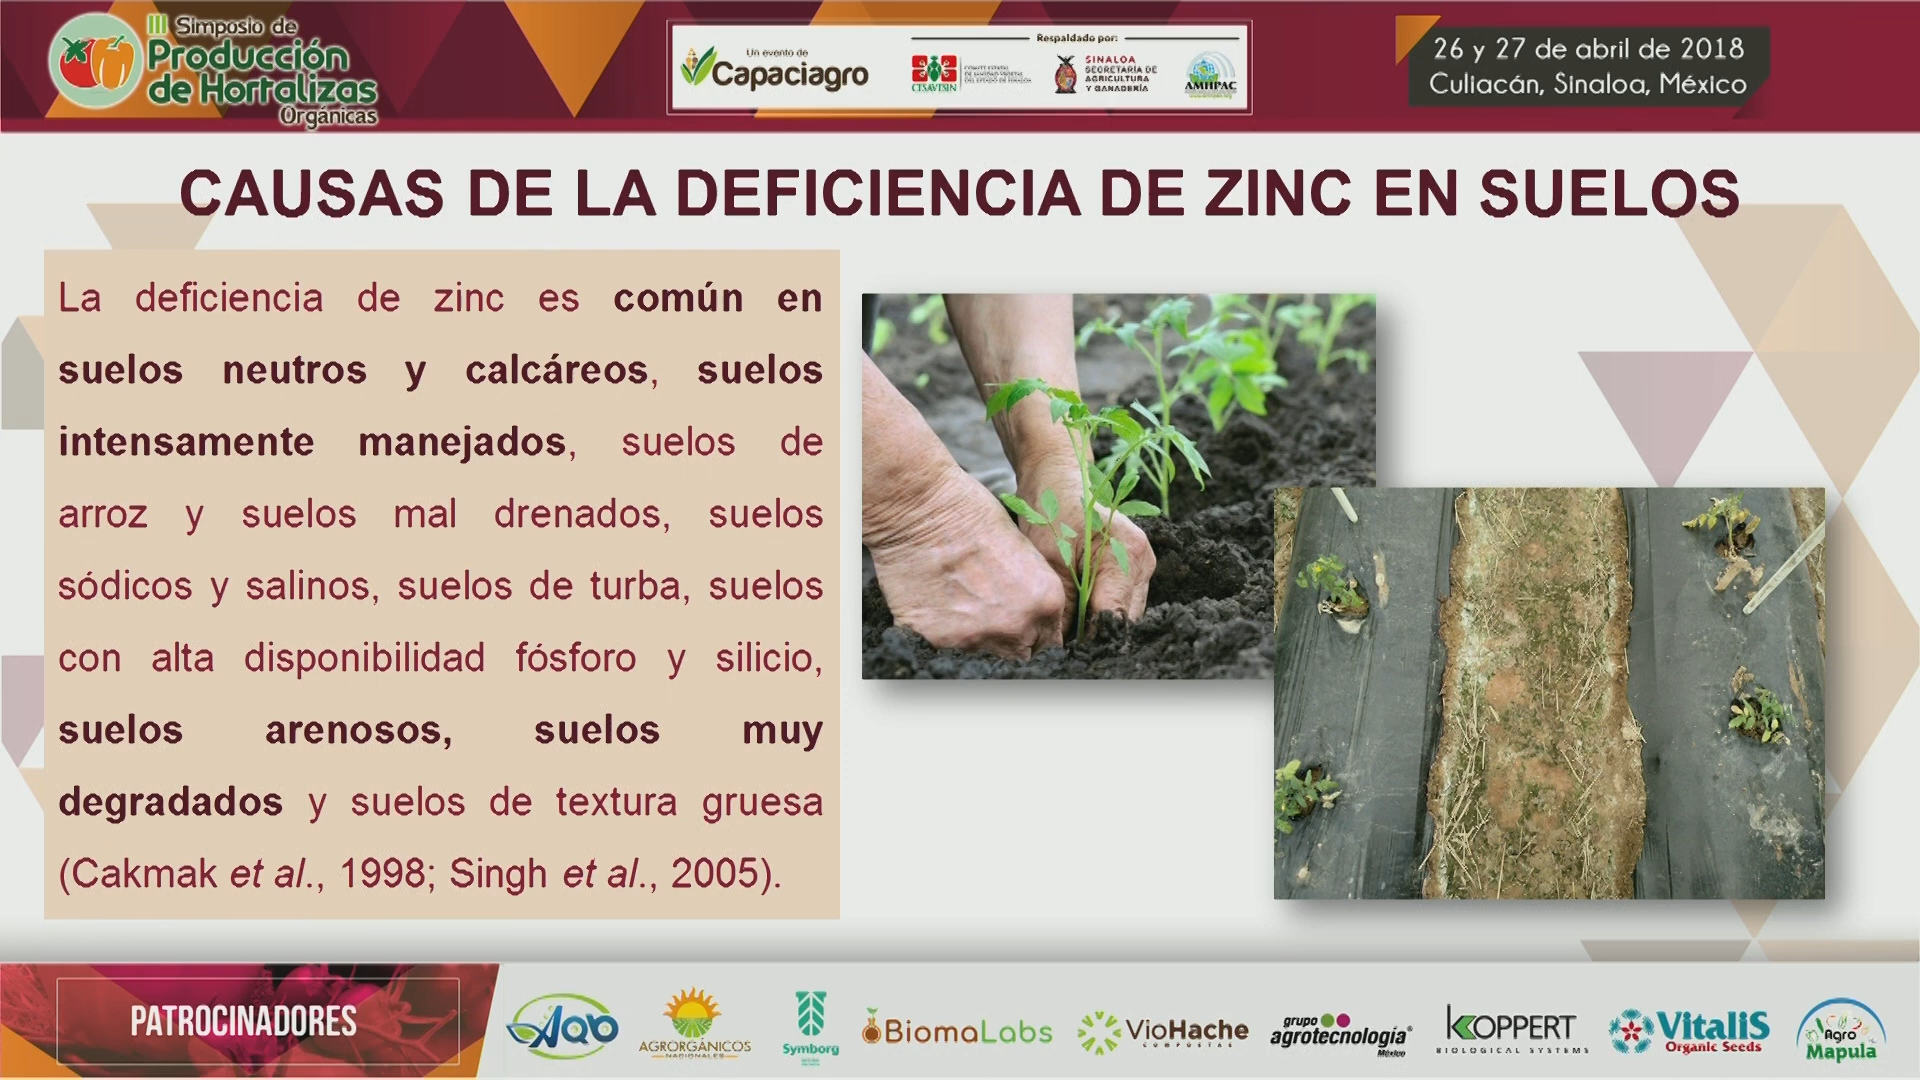 III Simposio de
Producción
de Hortalizas
Orgánicas
Un evento de
Capaciagro
Respaldado por:
CESAVESIN
SINALOA
SECRETARÍA DE
AGRICULTURA
Y GANADERÍA
AMHPAC
26 y 27 de abril de 2018
Culiacán, Sinaloa, México
CAUSAS DE LA DEFICIENCIA DE ZINC EN SUELOS
La deficiencia de zinc es común en
suelos neutros y calcáreos, suelos
intensamente manejados, suelos de
arroz y suelos mal drenados, suelos
sódicos y salinos, suelos de turba, suelos
con alta disponibilidad fósforo y silicio,
suelos arenosos, suelos muy
degradados y suelos de textura gruesa
(Cakmak et al., 1998; Singh et al., 2005).
PATROCINADORES
AQB
AGRORGÁNICOS
NACIONALES
Symborg
BiomaLabs
VioHache
COMPOSTAS
grupo
agrotecnología
México
KOPPERT
BIOLOGICAL SYSTEMS
VitaliS
Organic Seeds
Agro
Mapula